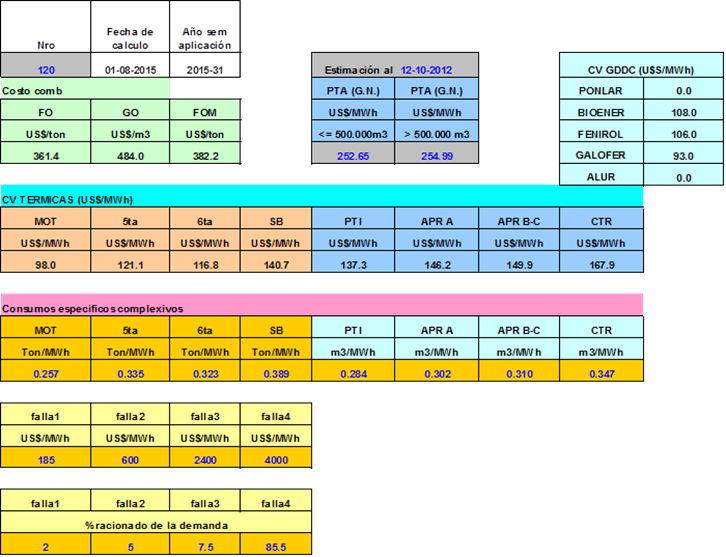 Nro Fecha de calculo Año sem aplicación
120 01-08-2015 2015-31
Costo comb
FO GO FOM
US$/ton US$/m3 US$/ton
361.4 484.0 382.2
Estimación al 12-10-2012
PTA (G.N.) PTA (G.N.)
US$/MWh US$/MWh
<= 500.000m3 > 500.000 m3
252.65 254.99
CV GDDC (U$S/MWh)
PONLAR 0.0
BIOENER 108.0
FENIROL 106.0
GALOFER 93.0
ALUR 0.0
CV TERMICAS (US$/MWh)
MOT 5ta 6ta SB PTI APR A APR B-C CTR
US$/MWh US$/MWh US$/MWh US$/MWh US$/MWh US$/MWh US$/MWh US$/MWh
98.0 121.1 116.8 140.7 137.3 146.2 149.9 167.9
Consumos especificos complexivos
MOT 5ta 6ta SB PTI APR A APR B-C CTR
Ton/MWh Ton/MWh Ton/MWh Ton/MWh m3/MWh m3/MWh m3/MWh m3/MWh
0.257 0.335 0.323 0.389 0.284 0.302 0.310 0.347
falla1 falla2 falla3 falla4
US$/MWh US$/MWh US$/MWh US$/MWh
185 600 2400 4000
falla1 falla2 falla3 falla4
%racionado de la demanda
2 5 7.5 85.5